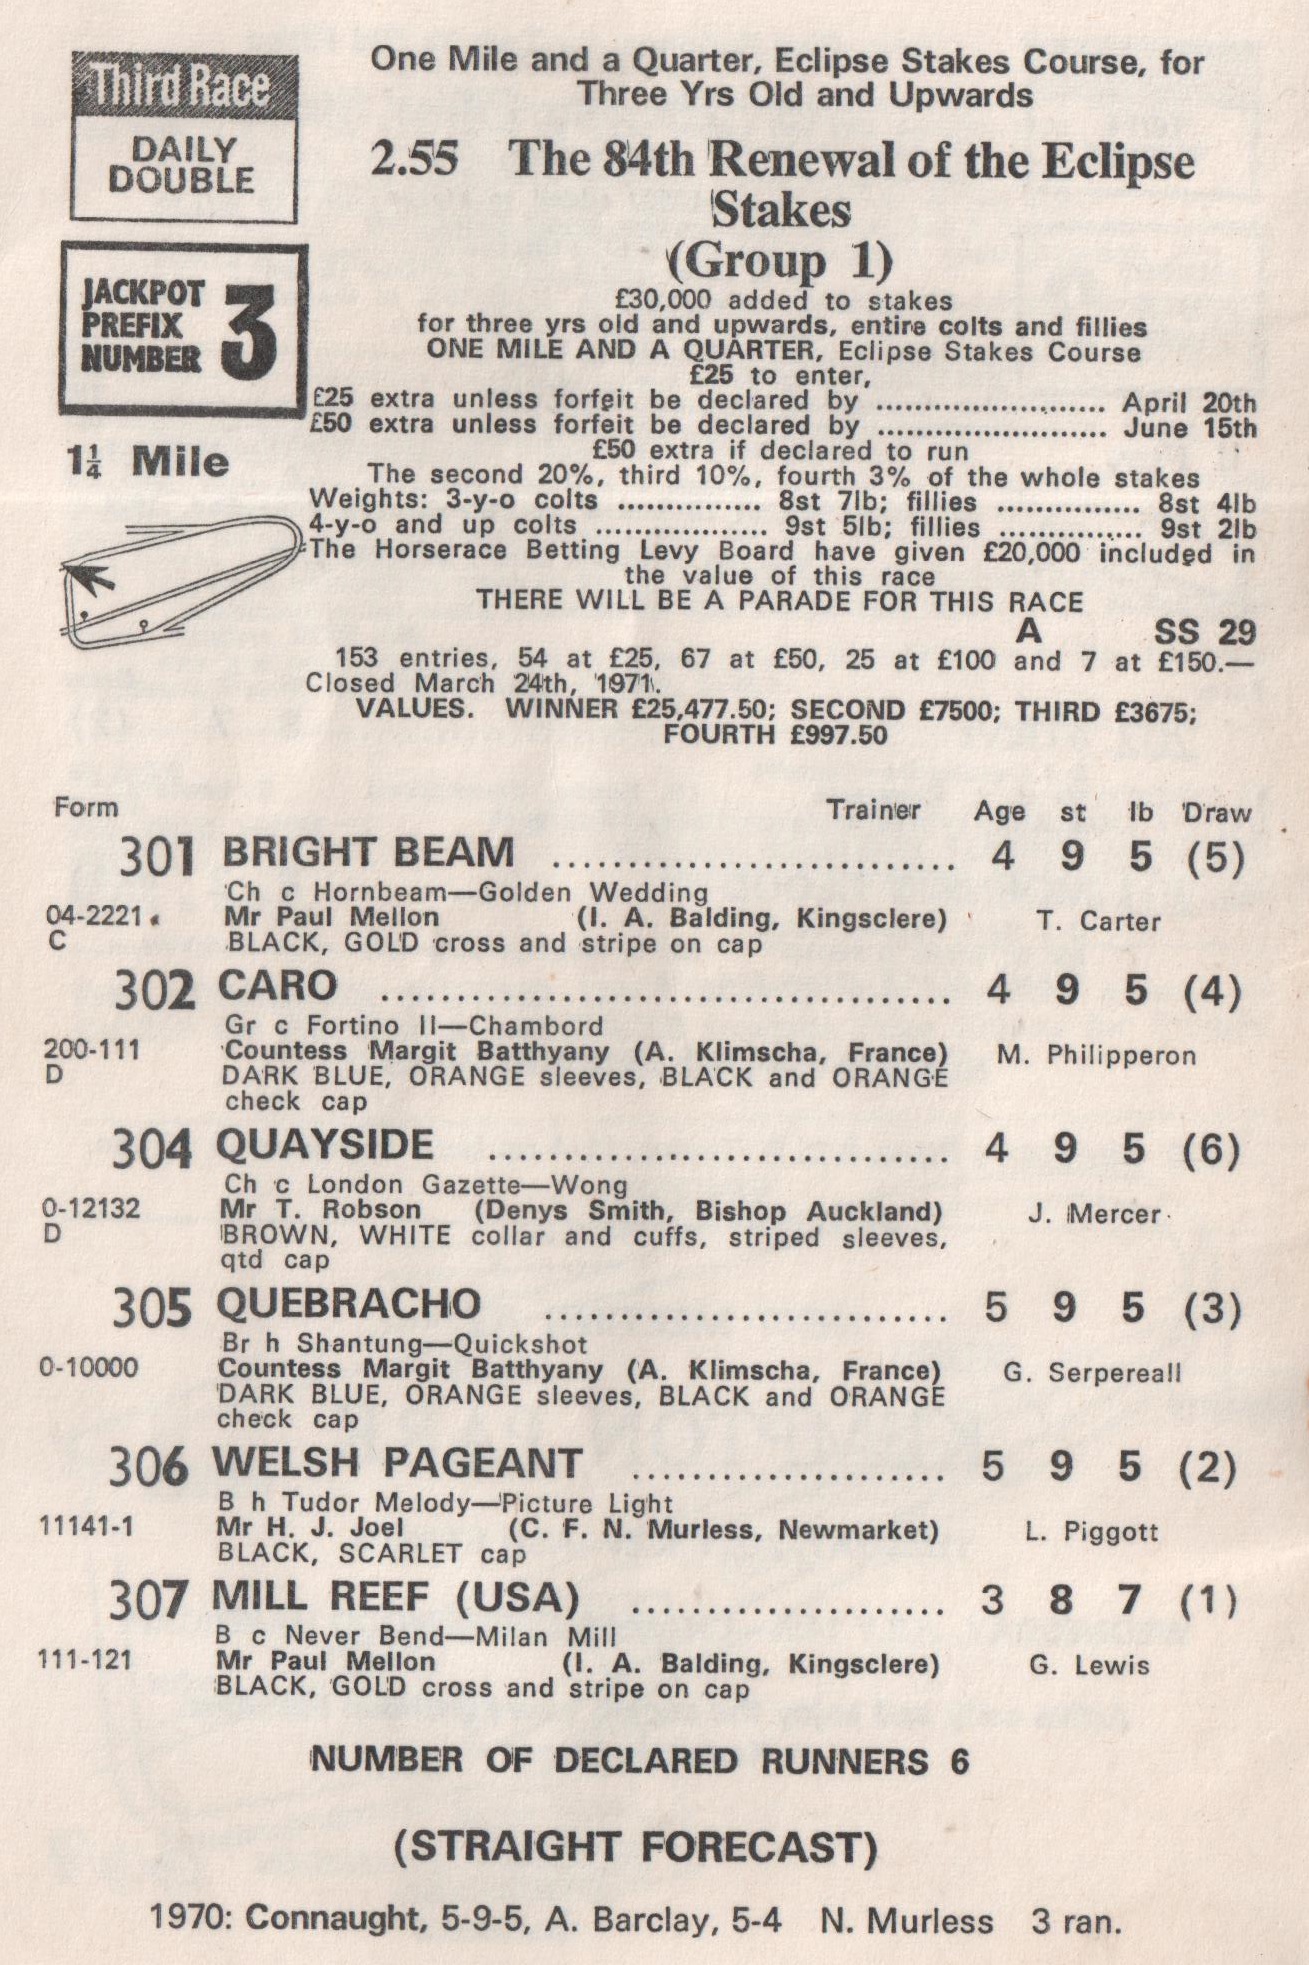 Third Race
DAILY
DOUBLE
JACKPOT
PREFIX
NUMBER 3
1¼ Mile
One Mile and a Quarter, Eclipse Stakes Course, for
Three Yrs Old and Upwards
2.55 The 84th Renewal of the Eclipse
Stakes
(Group 1)
£30,000 added to stakes
for three yrs old and upwards, entire colts and fillies
ONE MILE AND A QUARTER, Eclipse Stakes Course
£25 to enter,
£25 extra unless forfeit be declared by ........................ April 20th
£50 extra unless forfeit be declared by ........................ June 15th
£50 extra if declared to run
The second 20%, third 10%, fourth 3% of the whole stakes
Weights: 3-y-o colts ............... 8st 7lb; fillies ............... 8st 4lb
4-y-o and up colts .................. 9st 5lb; fillies ............... 9st 2lb
The Horserace Betting Levy Board have given £20,000 included in
the value of this race
THERE WILL BE A PARADE FOR THIS RACE
A SS 29
153 entries, 54 at £25, 67 at £50, 25 at £100 and 7 at £150.—
Closed March 24th, 1971.
VALUES. WINNER £25,477.50; SECOND £7500; THIRD £3675;
FOURTH £997.50
Form Trainer Age st lb Draw
301 BRIGHT BEAM ........................... 4 9 5 (5)
Ch c Hornbeam—Golden Wedding
04-2221 Mr Paul Mellon (I. A. Balding, Kingsclere) T. Carter
C BLACK, GOLD cross and stripe on cap
302 CARO ...................................... 4 9 5 (4)
Gr c Fortino II—Chambord
200-111 Countess Margit Batthyany (A. Klimscha, France) M. Philipperon
D DARK BLUE, ORANGE sleeves, BLACK and ORANGE
check cap
304 QUAYSIDE ............................... 4 9 5 (6)
Ch c London Gazette—Wong
0-12132 Mr T. Robson (Denys Smith, Bishop Auckland) J. Mercer
D BROWN, WHITE collar and cuffs, striped sleeves,
qtd cap
305 QUEBRACHO ........................... 5 9 5 (3)
Br h Shantung—Quickshot
0-10000 Countess Margit Batthyany (A. Klimscha, France) G. Serpereall
DARK BLUE, ORANGE sleeves, BLACK and ORANGE
check cap
306 WELSH PAGEANT ..................... 5 9 5 (2)
B h Tudor Melody—Picture Light
11141-1 Mr H. J. Joel (C. F. N. Murless, Newmarket) L. Piggott
BLACK, SCARLET cap
307 MILL REEF (USA) ..................... 3 8 7 (1)
B c Never Bend—Milan Mill
111-121 Mr Paul Mellon (I. A. Balding, Kingsclere) G. Lewis
BLACK, GOLD cross and stripe on cap
NUMBER OF DECLARED RUNNERS 6
(STRAIGHT FORECAST)
1970: Connaught, 5-9-5, A. Barclay, 5-4 N. Murless 3 ran.